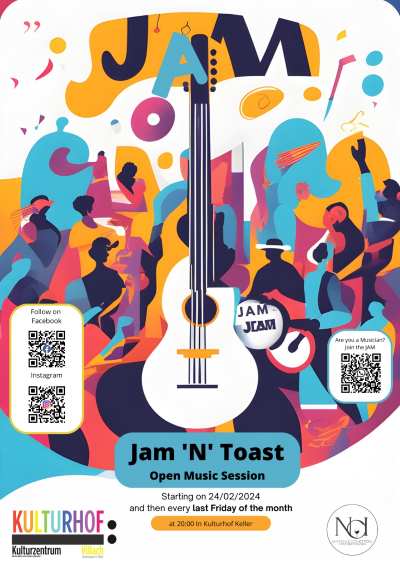 JAM
JAM
JEAM
Follow on
Facebook
Instagram
Are you a Musician?
Join the JAM
Jam 'N' Toast
Open Music Session
Starting on 24/02/2024
and then every last Friday of the month
at 20:00 In Kulturhof Keller
KULTURHOF:
Kulturzentrum Villach